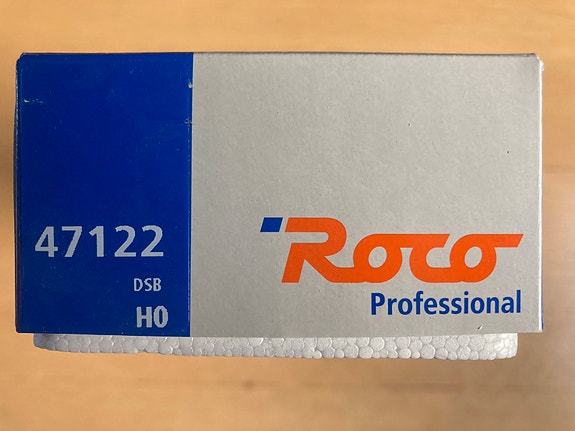 47122
DSB
H0
Roco
Professional